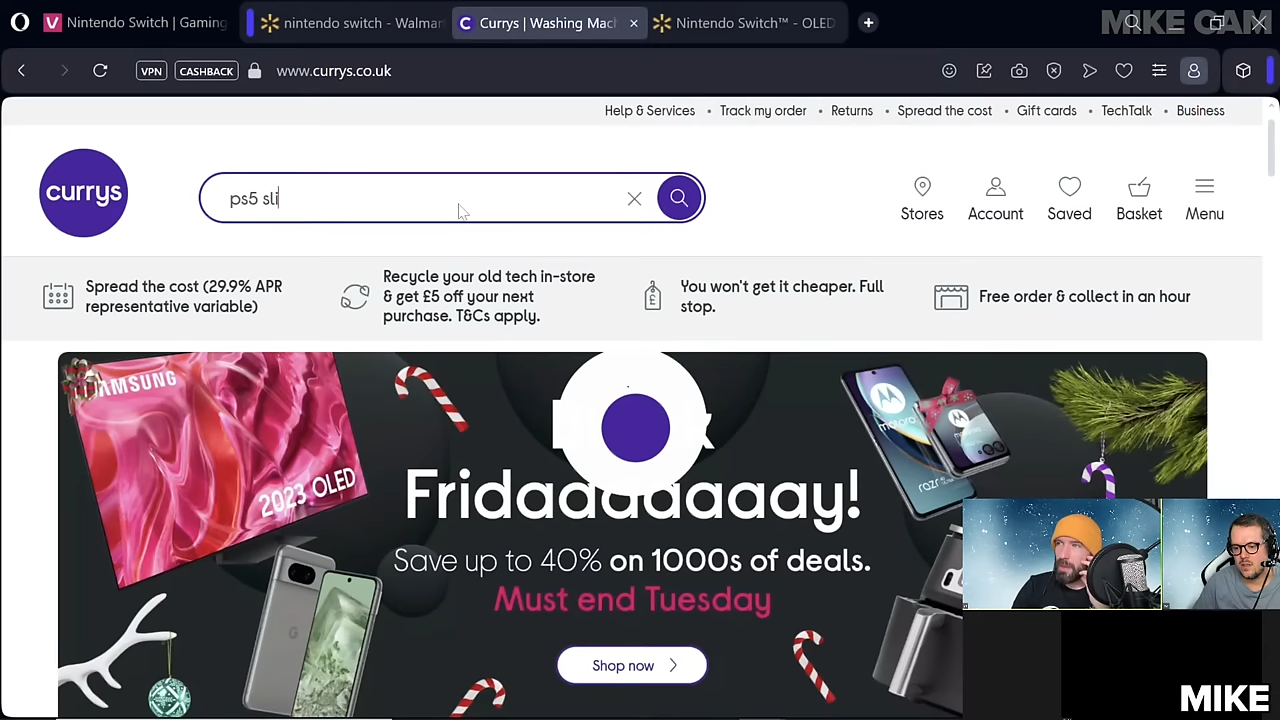 MIKE CAM
V Nintendo Switch | Gaming
nintendo switch - Walmar
C Currys | Washing Mach
Nintendo Switch™ - OLED
VPN
CASHBACK
www.currys.co.uk
Help & Services • Track my order • Returns • Spread the cost • Gift cards • TechTalk • Business
currys
ps5 sli
Stores
Account
Saved
Basket
Menu
Spread the cost (29.9% APR
representative variable)
Recycle your old tech in-store
& get £5 off your next
purchase. T&Cs apply.
You won't get it cheaper. Full
stop.
Free order & collect in an hour
SAMSUNG
2023 OLED
motorola
razr
Fridaaaaaaaay!
Save up to 40% on 1000s of deals.
Must end Tuesday
Shop now
MIKE